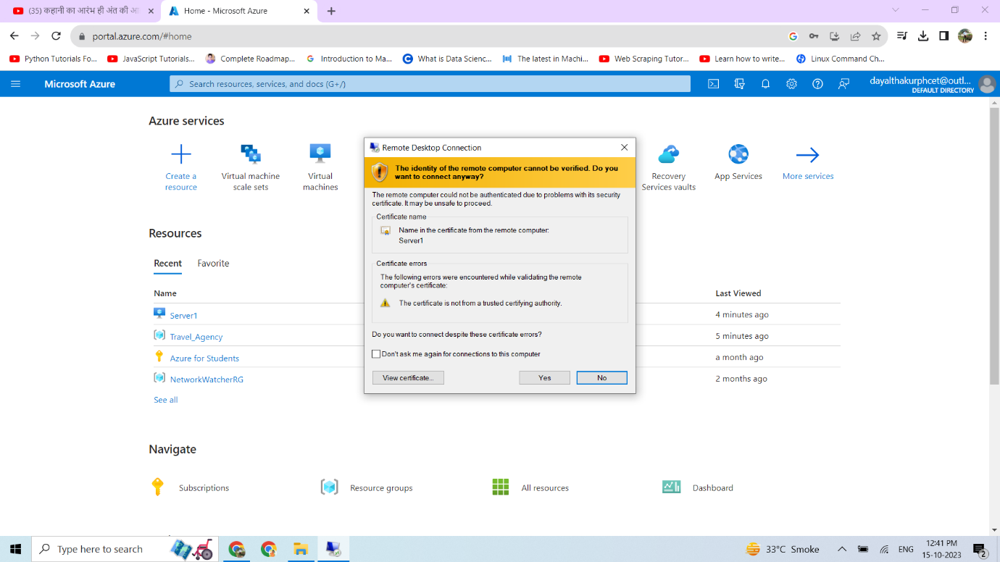 (35) कहानी का आरंभ ही अंत की आ
Home - Microsoft Azure
portal.azure.com/#home
Python Tutorials Fo...
JavaScript Tutorials...
Complete Roadmap...
Introduction to Ma...
What is Data Scienc...
The latest in Machi...
Web Scraping Tutor...
Learn how to write...
Linux Command Ch...
Microsoft Azure
Search resources, services, and docs (G+/)
dayalthakurphcet@outl...
DEFAULT DIRECTORY
Azure services
Create a
resource
Virtual machine
scale sets
Virtual
machines
Recovery
Services vaults
App Services
More services
Remote Desktop Connection
The identity of the remote computer cannot be verified. Do you
want to connect anyway?
The remote computer could not be authenticated due to problems with its security
certificate. It may be unsafe to proceed.
Certificate name
Name in the certificate from the remote computer:
Server1
Certificate errors
The following errors were encountered while validating the remote
computer's certificate:
The certificate is not from a trusted certifying authority.
Do you want to connect despite these certificate errors?
Don't ask me again for connections to this computer
View certificate...
Yes
No
Resources
Recent
Favorite
Name
Last Viewed
Server1
4 minutes ago
Travel_Agency
5 minutes ago
Azure for Students
a month ago
NetworkWatcherRG
2 months ago
See all
Navigate
Subscriptions
Resource groups
All resources
Dashboard
Type here to search
33°C Smoke
ENG
12:41 PM
15-10-2023
2